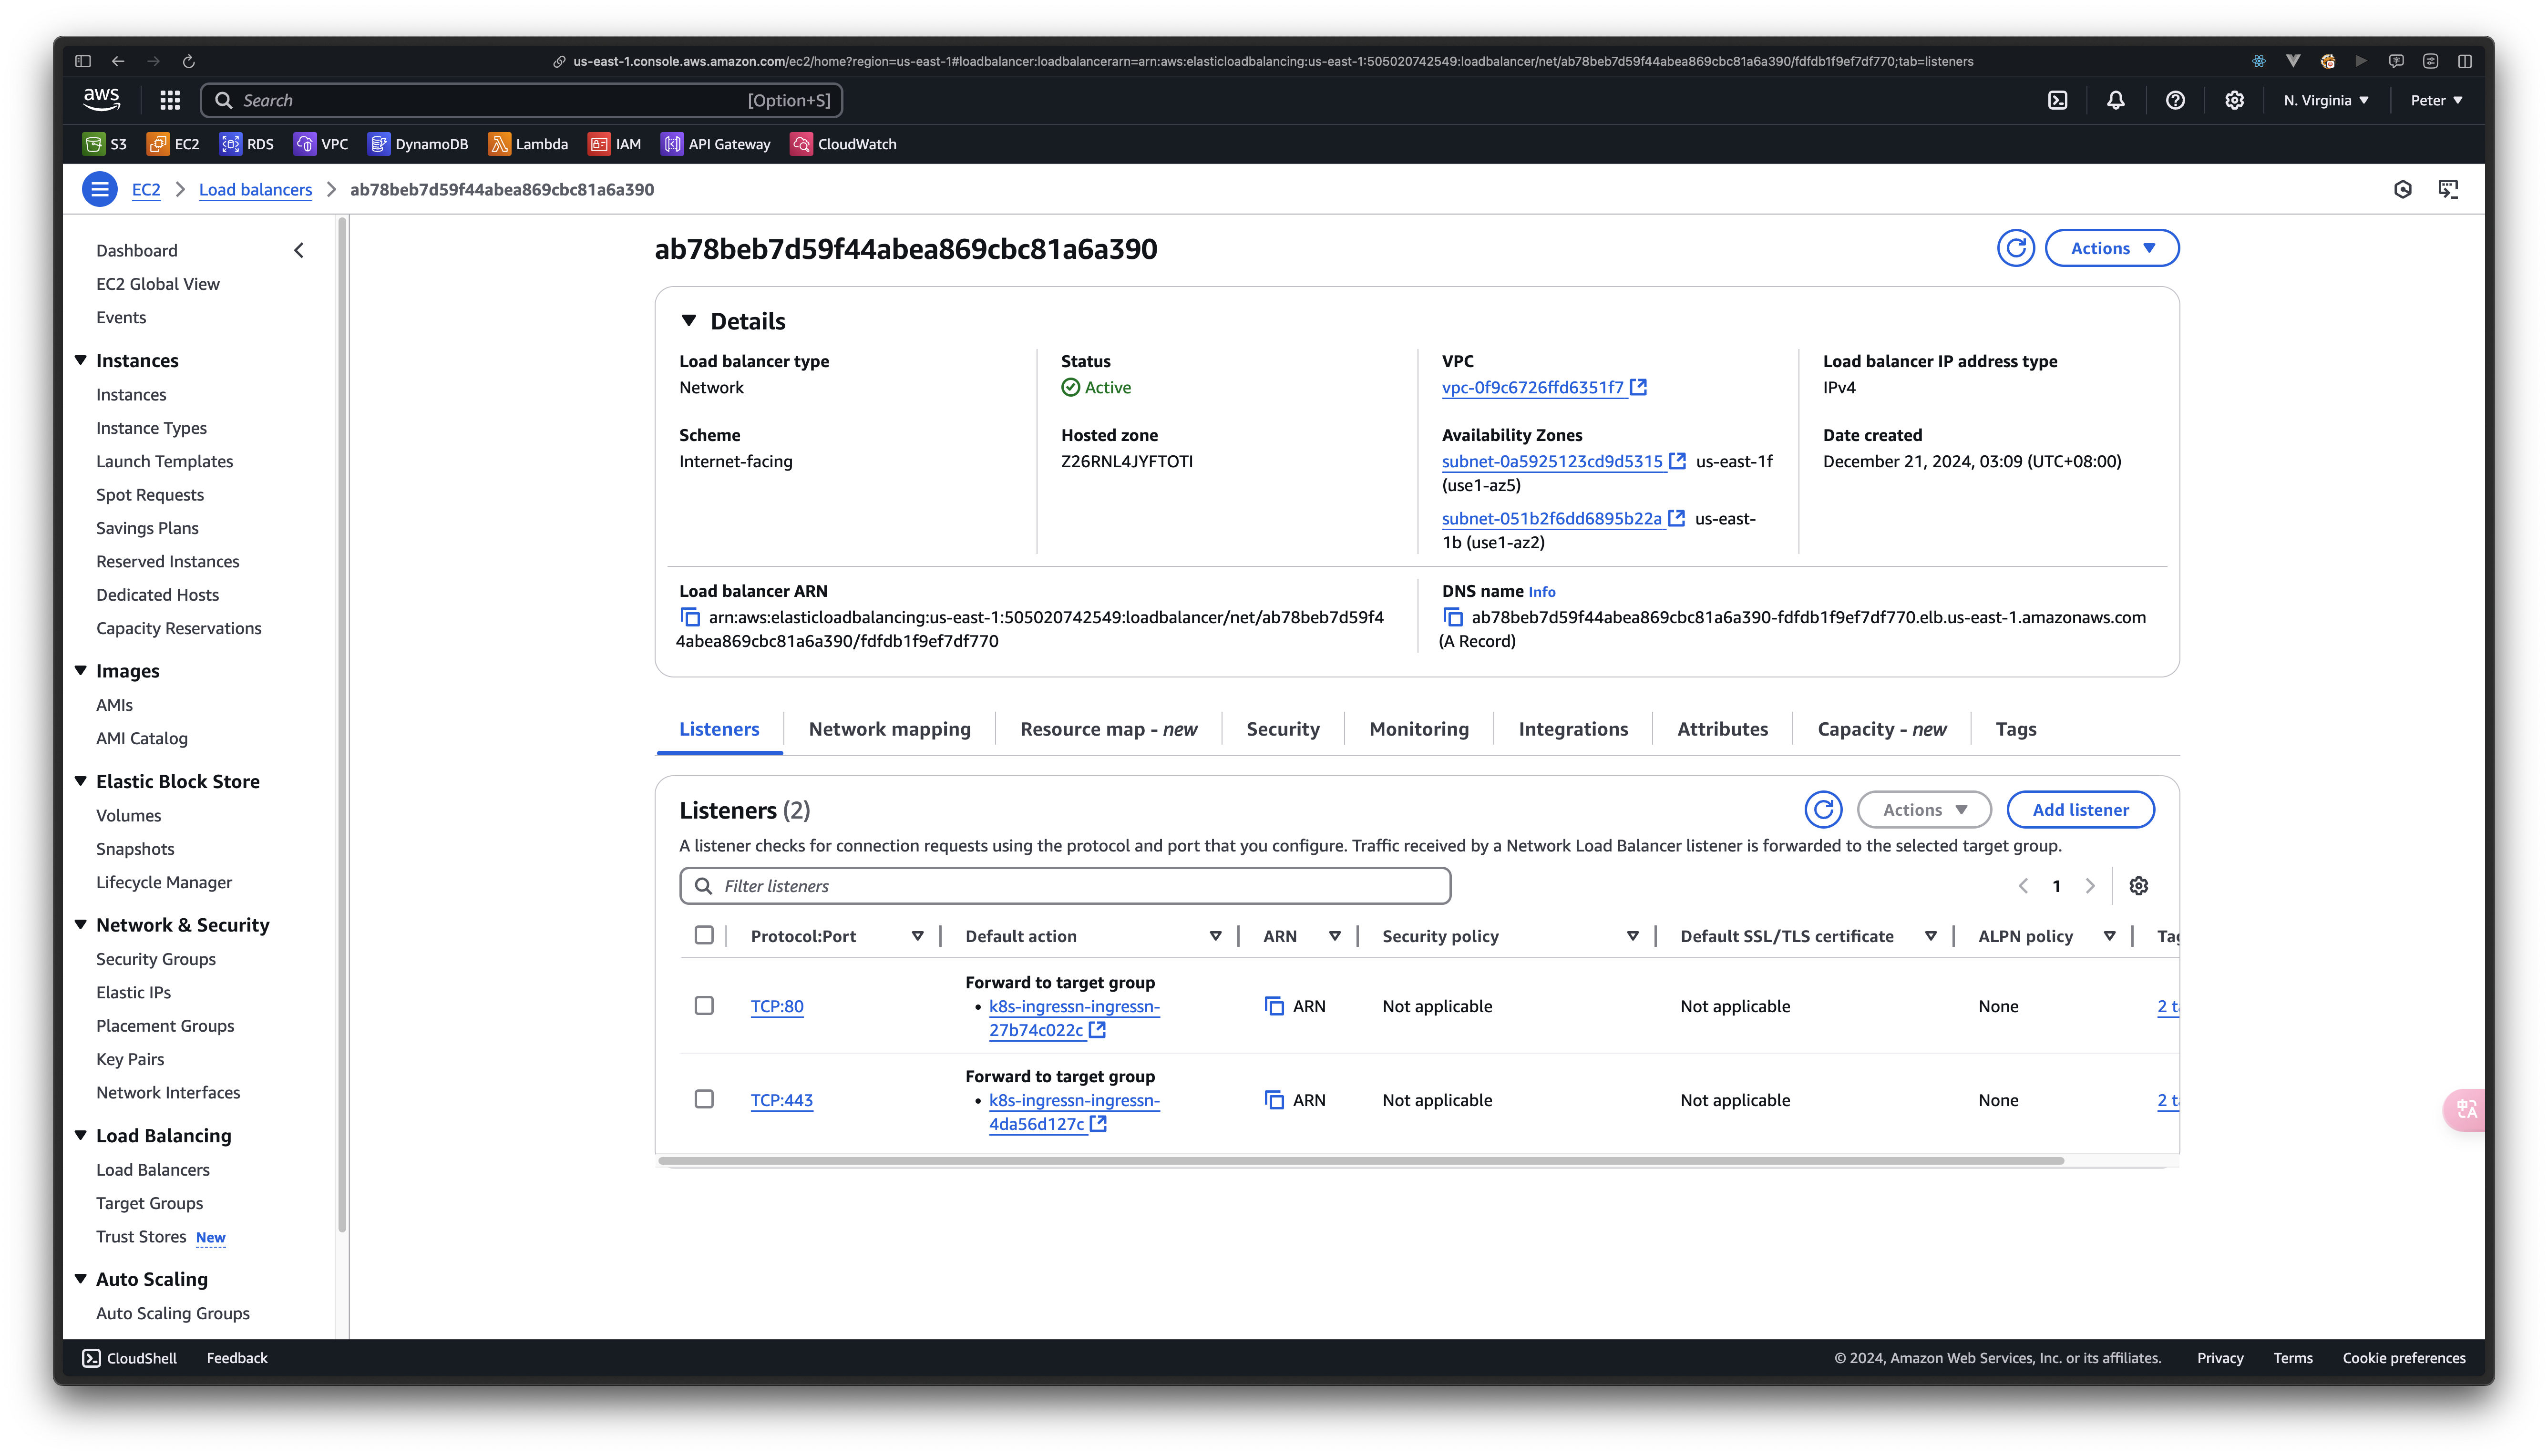 us-east-1.console.aws.amazon.com/ec2/home?region=us-east-1#loadbalancer:loadbalancerarn=arn:aws:elasticloadbalancing:us-east-1:505020742549:loadbalancer/net/ab78beb7d59f44abea869cbc81a6a390/fdfdb1f9ef7df770;tab=listeners
aws Search [Option+S] N. Virginia Peter
S3 EC2 RDS VPC DynamoDB Lambda IAM API Gateway CloudWatch
EC2 Load balancers ab78beb7d59f44abea869cbc81a6a390
Dashboard
EC2 Global View
Events
Instances
Instances
Instance Types
Launch Templates
Spot Requests
Savings Plans
Reserved Instances
Dedicated Hosts
Capacity Reservations
Images
AMIs
AMI Catalog
Elastic Block Store
Volumes
Snapshots
Lifecycle Manager
Network & Security
Security Groups
Elastic IPs
Placement Groups
Key Pairs
Network Interfaces
Load Balancing
Load Balancers
Target Groups
Trust Stores New
Auto Scaling
Auto Scaling Groups
ab78beb7d59f44abea869cbc81a6a390
Actions
Details
Load balancer type
Network
Scheme
Internet-facing
Status
Active
Hosted zone
Z26RNL4JYFTOTI
VPC
vpc-0f9c6726ffd6351f7
Availability Zones
subnet-0a5925123cd9d5315 us-east-1f
(use1-az5)
subnet-051b2f6dd6895b22a us-east-
1b (use1-az2)
Load balancer IP address type
IPv4
Date created
December 21, 2024, 03:09 (UTC+08:00)
Load balancer ARN
arn:aws:elasticloadbalancing:us-east-1:505020742549:loadbalancer/net/ab78beb7d59f4
4abea869cbc81a6a390/fdfdb1f9ef7df770
DNS name Info
ab78beb7d59f44abea869cbc81a6a390-fdfdb1f9ef7df770.elb.us-east-1.amazonaws.com
(A Record)
Listeners Network mapping Resource map - new Security Monitoring Integrations Attributes Capacity - new Tags
Listeners (2)
Actions Add listener
A listener checks for connection requests using the protocol and port that you configure. Traffic received by a Network Load Balancer listener is forwarded to the selected target group.
Filter listeners
1
Protocol:Port Default action ARN Security policy Default SSL/TLS certificate ALPN policy
Forward to target group
TCP:80 • k8s-ingressn-ingressn- ARN Not applicable Not applicable None 2
27b74c022c
Forward to target group
TCP:443 • k8s-ingressn-ingressn- ARN Not applicable Not applicable None 2
4da56d127c
CloudShell Feedback © 2024, Amazon Web Services, Inc. or its affiliates. Privacy Terms Cookie preferences